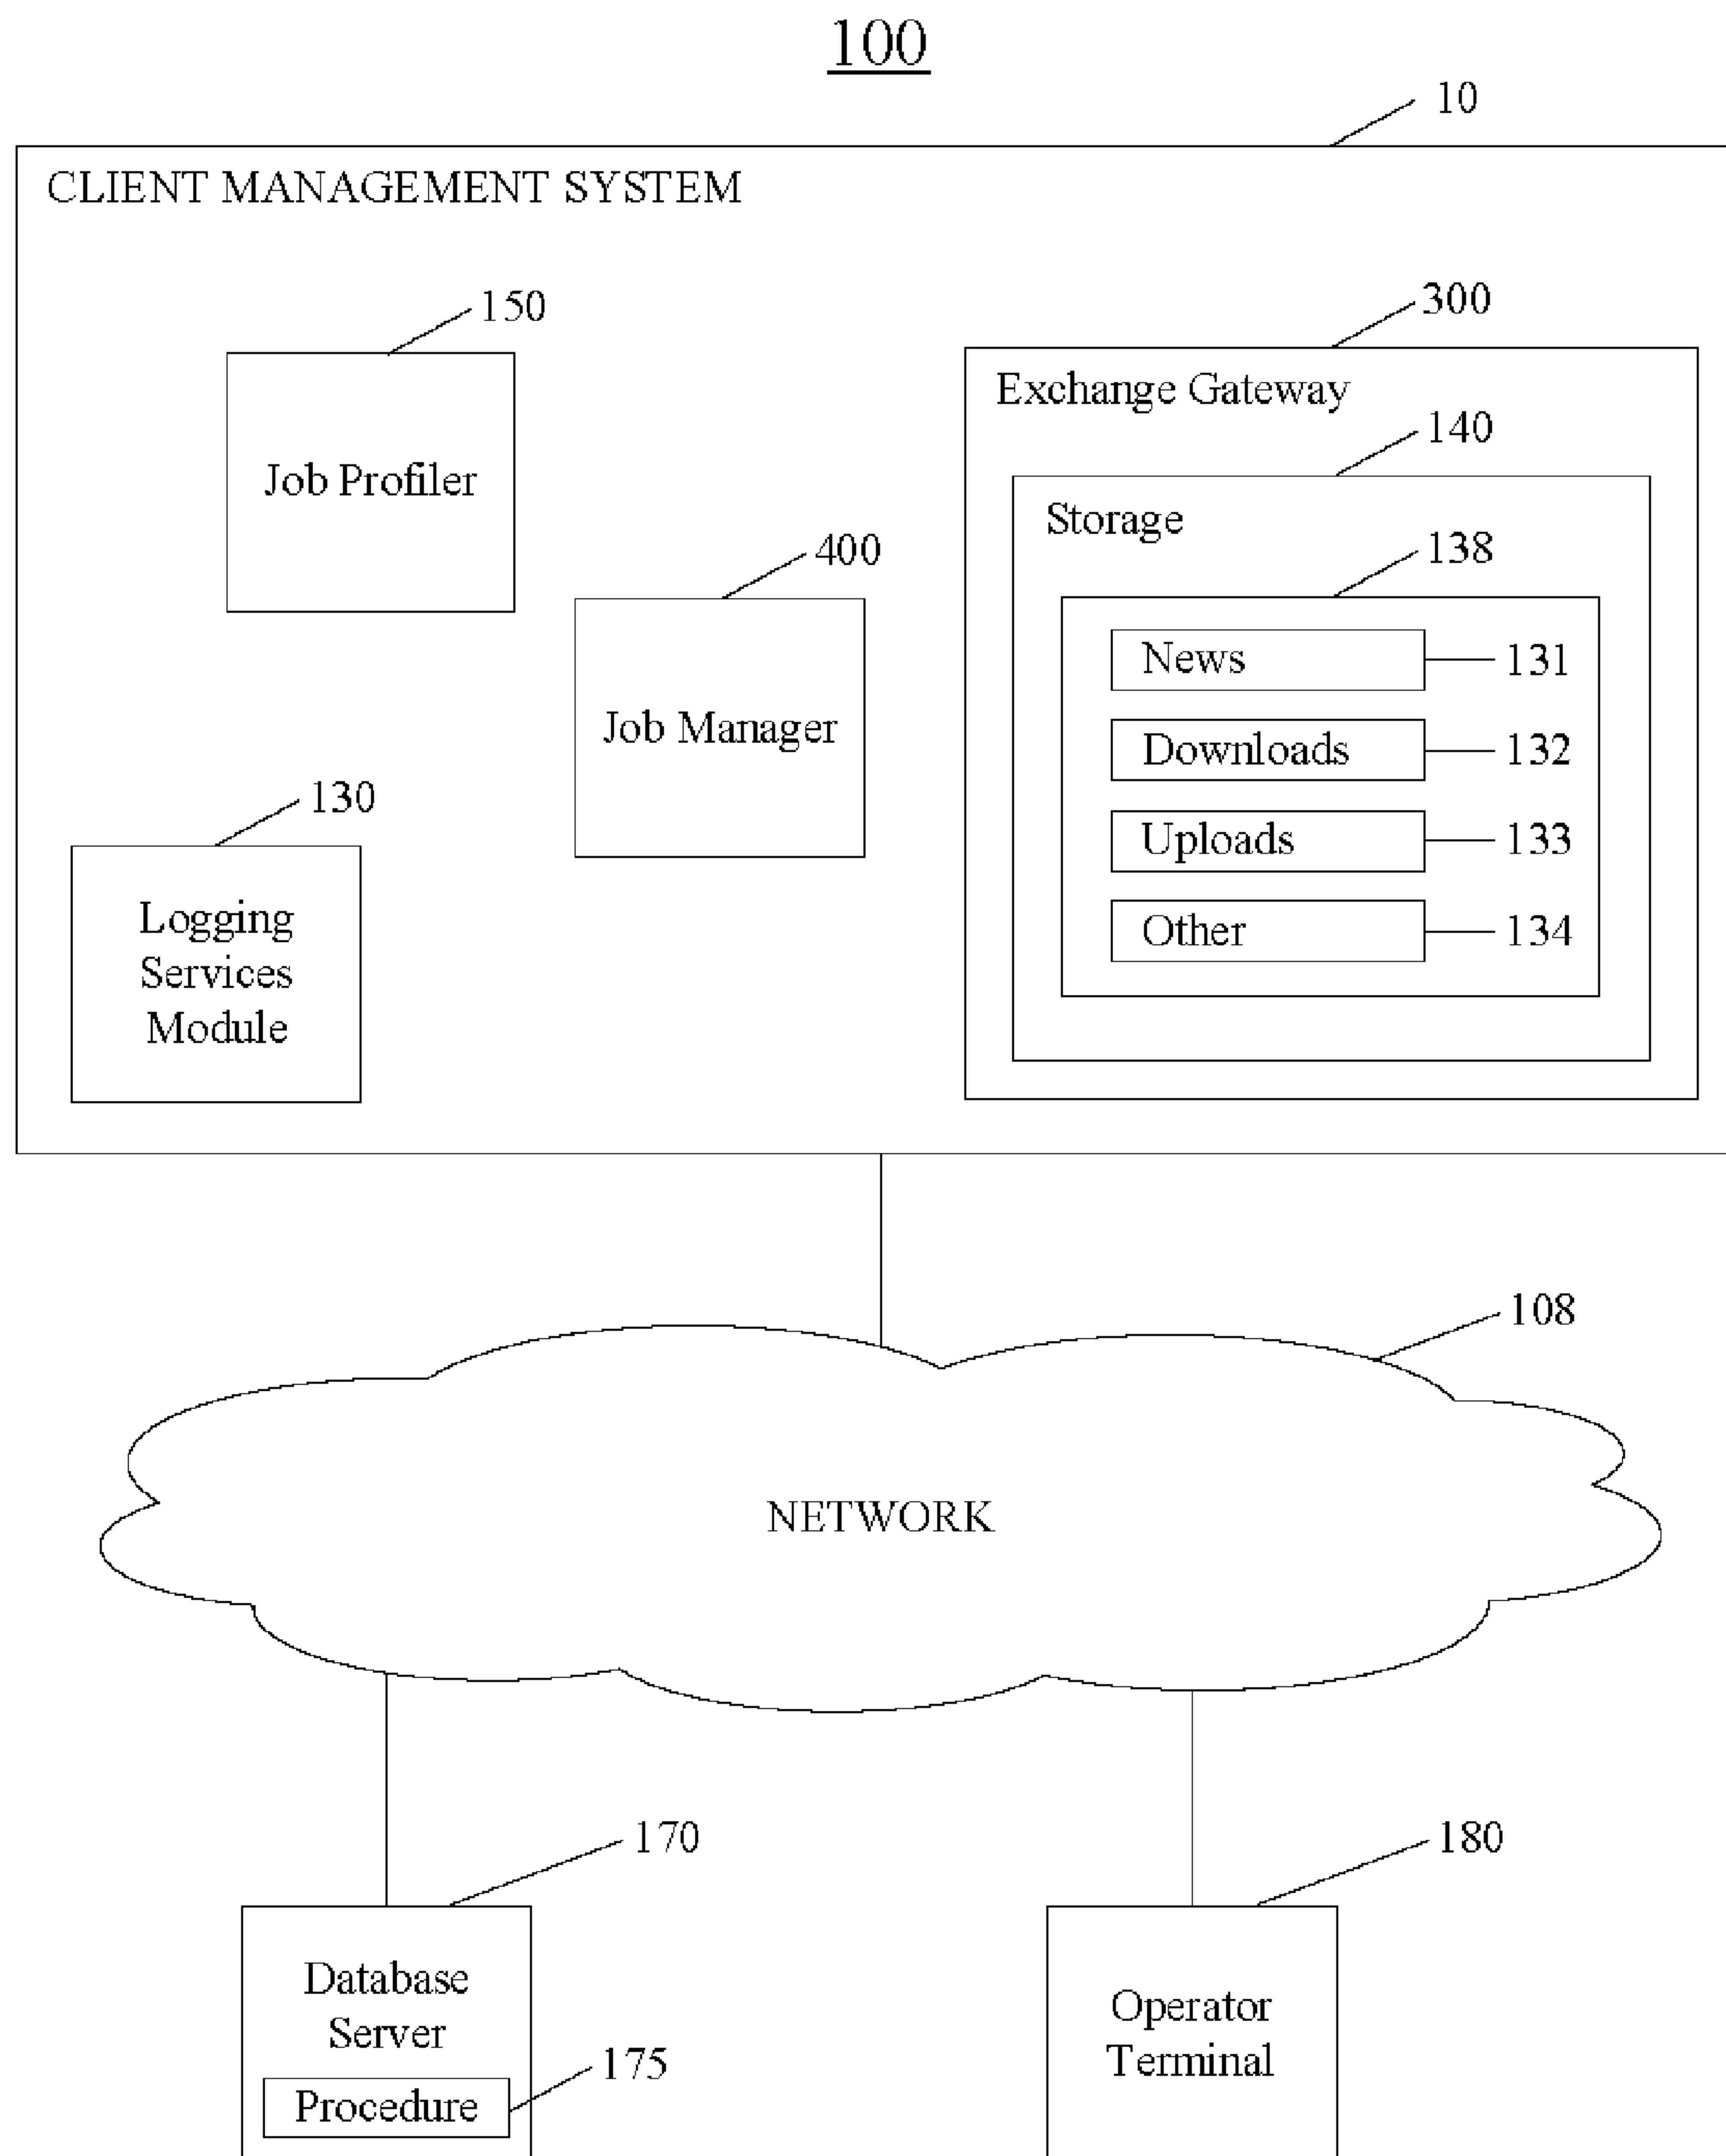 100
10
CLIENT MANAGEMENT SYSTEM
150
Job Profiler
300
Exchange Gateway
140
Storage
138
News
131
Downloads
132
Uploads
133
Other
134
400
Job Manager
130
Logging
Services
Module
108
NETWORK
170
Database
Server
175
Procedure
180
Operator
Terminal